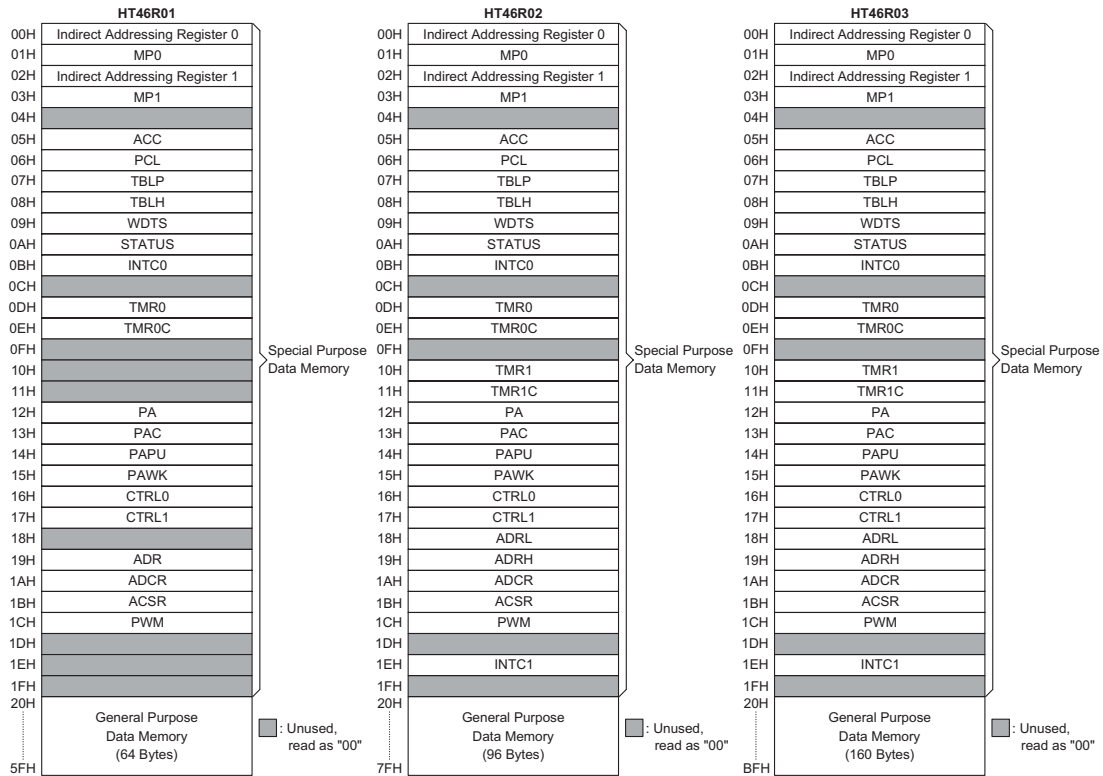 HT46R01
00H Indirect Addressing Register 0
01H MP0
02H Indirect Addressing Register 1
03H MP1
04H
05H ACC
06H PCL
07H TBLP
08H TBLH
09H WDTS
0AH STATUS
0BH INTC0
0CH
0DH TMR0
0EH TMR0C
0FH
10H
11H
12H PA
13H PAC
14H PAPU
15H PAWK
16H CTRL0
17H CTRL1
18H
19H ADR
1AH ADCR
1BH ACSR
1CH PWM
1DH
1EH
1FH
20H
General Purpose
Data Memory
(64 Bytes)
5FH
Special Purpose
Data Memory
: Unused,
read as "00"
HT46R02
00H Indirect Addressing Register 0
01H MP0
02H Indirect Addressing Register 1
03H MP1
04H
05H ACC
06H PCL
07H TBLP
08H TBLH
09H WDTS
0AH STATUS
0BH INTC0
0CH
0DH TMR0
0EH TMR0C
0FH
10H TMR1
11H TMR1C
12H PA
13H PAC
14H PAPU
15H PAWK
16H CTRL0
17H CTRL1
18H ADRL
19H ADRH
1AH ADCR
1BH ACSR
1CH PWM
1DH
1EH INTC1
1FH
20H
General Purpose
Data Memory
(96 Bytes)
7FH
Special Purpose
Data Memory
: Unused,
read as "00"
HT46R03
00H Indirect Addressing Register 0
01H MP0
02H Indirect Addressing Register 1
03H MP1
04H
05H ACC
06H PCL
07H TBLP
08H TBLH
09H WDTS
0AH STATUS
0BH INTC0
0CH
0DH TMR0
0EH TMR0C
0FH
10H TMR1
11H TMR1C
12H PA
13H PAC
14H PAPU
15H PAWK
16H CTRL0
17H CTRL1
18H ADRL
19H ADRH
1AH ADCR
1BH ACSR
1CH PWM
1DH
1EH INTC1
1FH
20H
General Purpose
Data Memory
(160 Bytes)
BFH
Special Purpose
Data Memory
: Unused,
read as "00"